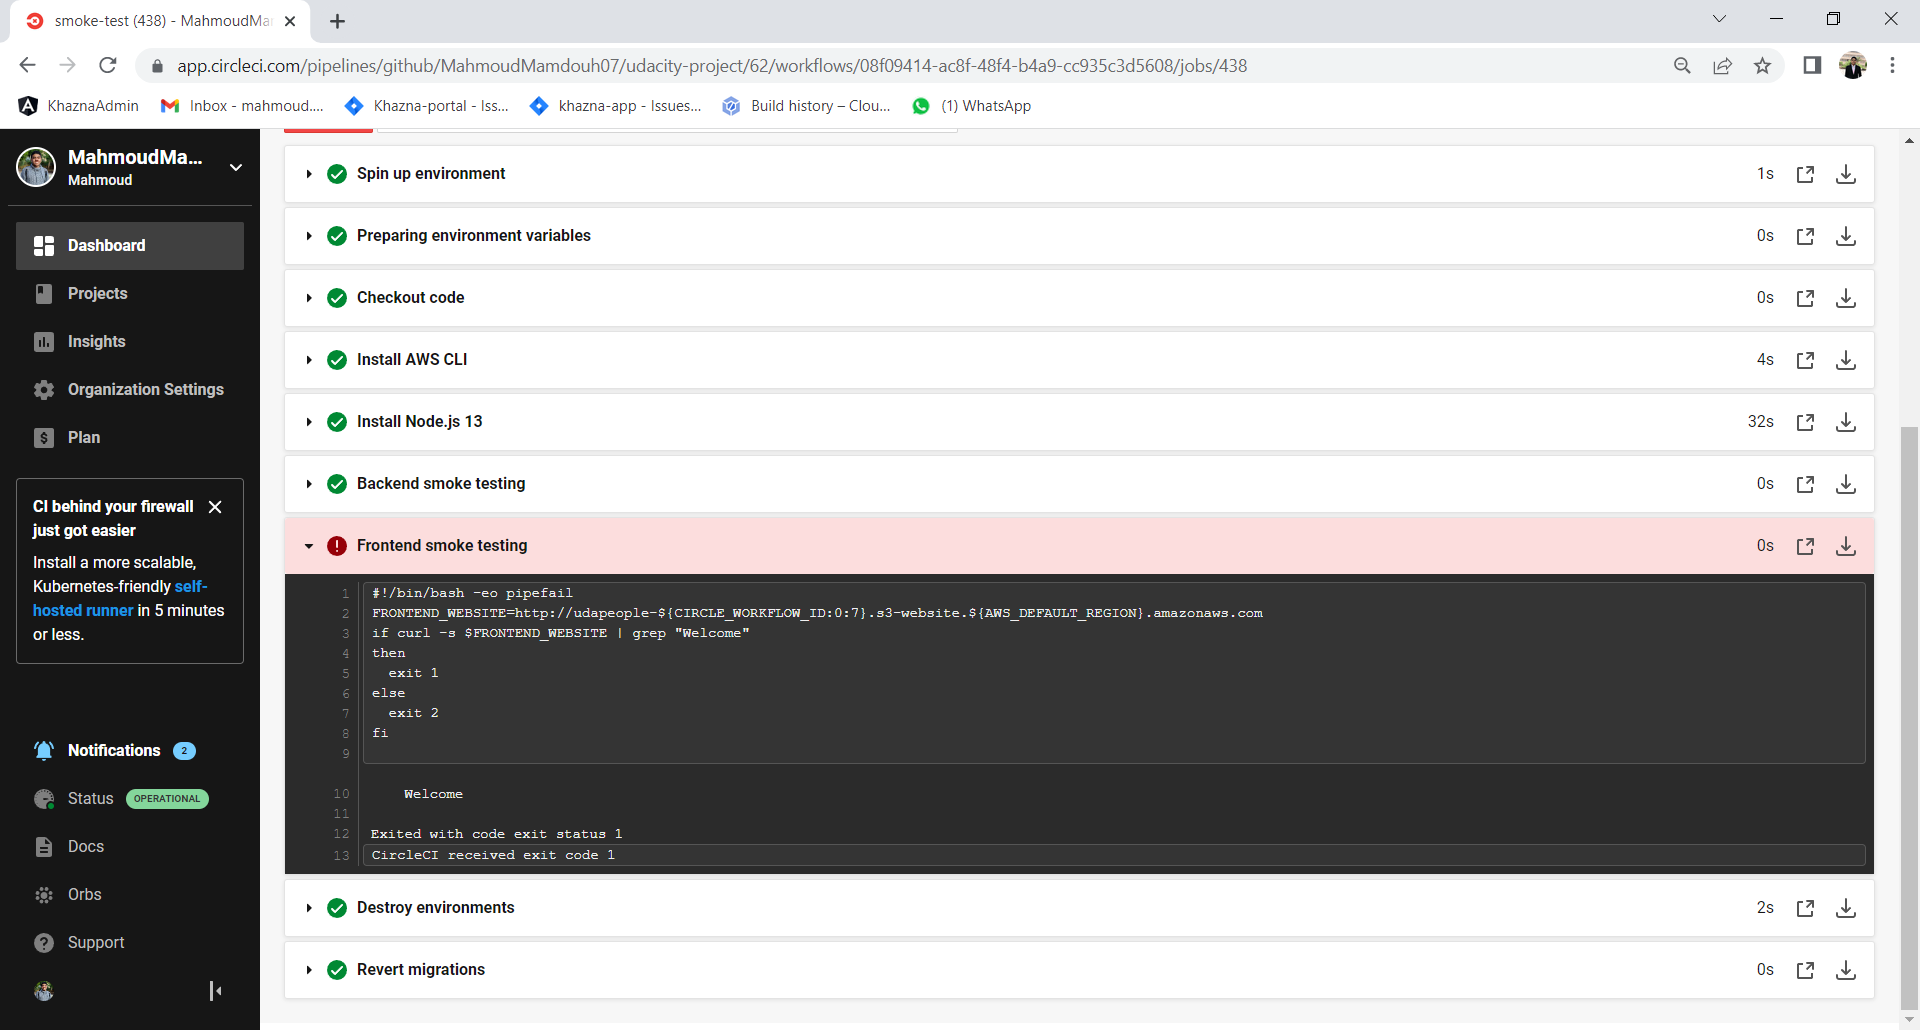 smoke-test (438) - MahmoudMa
app.circleci.com/pipelines/github/MahmoudMamdouh07/udacity-project/62/workflows/08f09414-ac8f-48f4-b4a9-cc935c3d5608/jobs/438
KhaznaAdmin
Inbox - mahmoud....
Khazna-portal - Iss...
khazna-app - Issues...
Build history – Clou...
(1) WhatsApp
MahmoudMa...
Mahmoud
Dashboard
Projects
Insights
Organization Settings
Plan
CI behind your firewall
just got easier
Install a more scalable,
Kubernetes-friendly self-
hosted runner in 5 minutes
or less.
Notifications 2
Status OPERATIONAL
Docs
Orbs
Support
Spin up environment 1s
Preparing environment variables 0s
Checkout code 0s
Install AWS CLI 4s
Install Node.js 13 32s
Backend smoke testing 0s
Frontend smoke testing 0s
1 #!/bin/bash -eo pipefail
2 FRONTEND_WEBSITE=http://udapeople-${CIRCLE_WORKFLOW_ID:0:7}.s3-website.${AWS_DEFAULT_REGION}.amazonaws.com
3 if curl -s $FRONTEND_WEBSITE | grep "Welcome"
4 then
5 exit 1
6 else
7 exit 2
8 fi
9
10 Welcome
11
12 Exited with code exit status 1
13 CircleCI received exit code 1
Destroy environments 2s
Revert migrations 0s